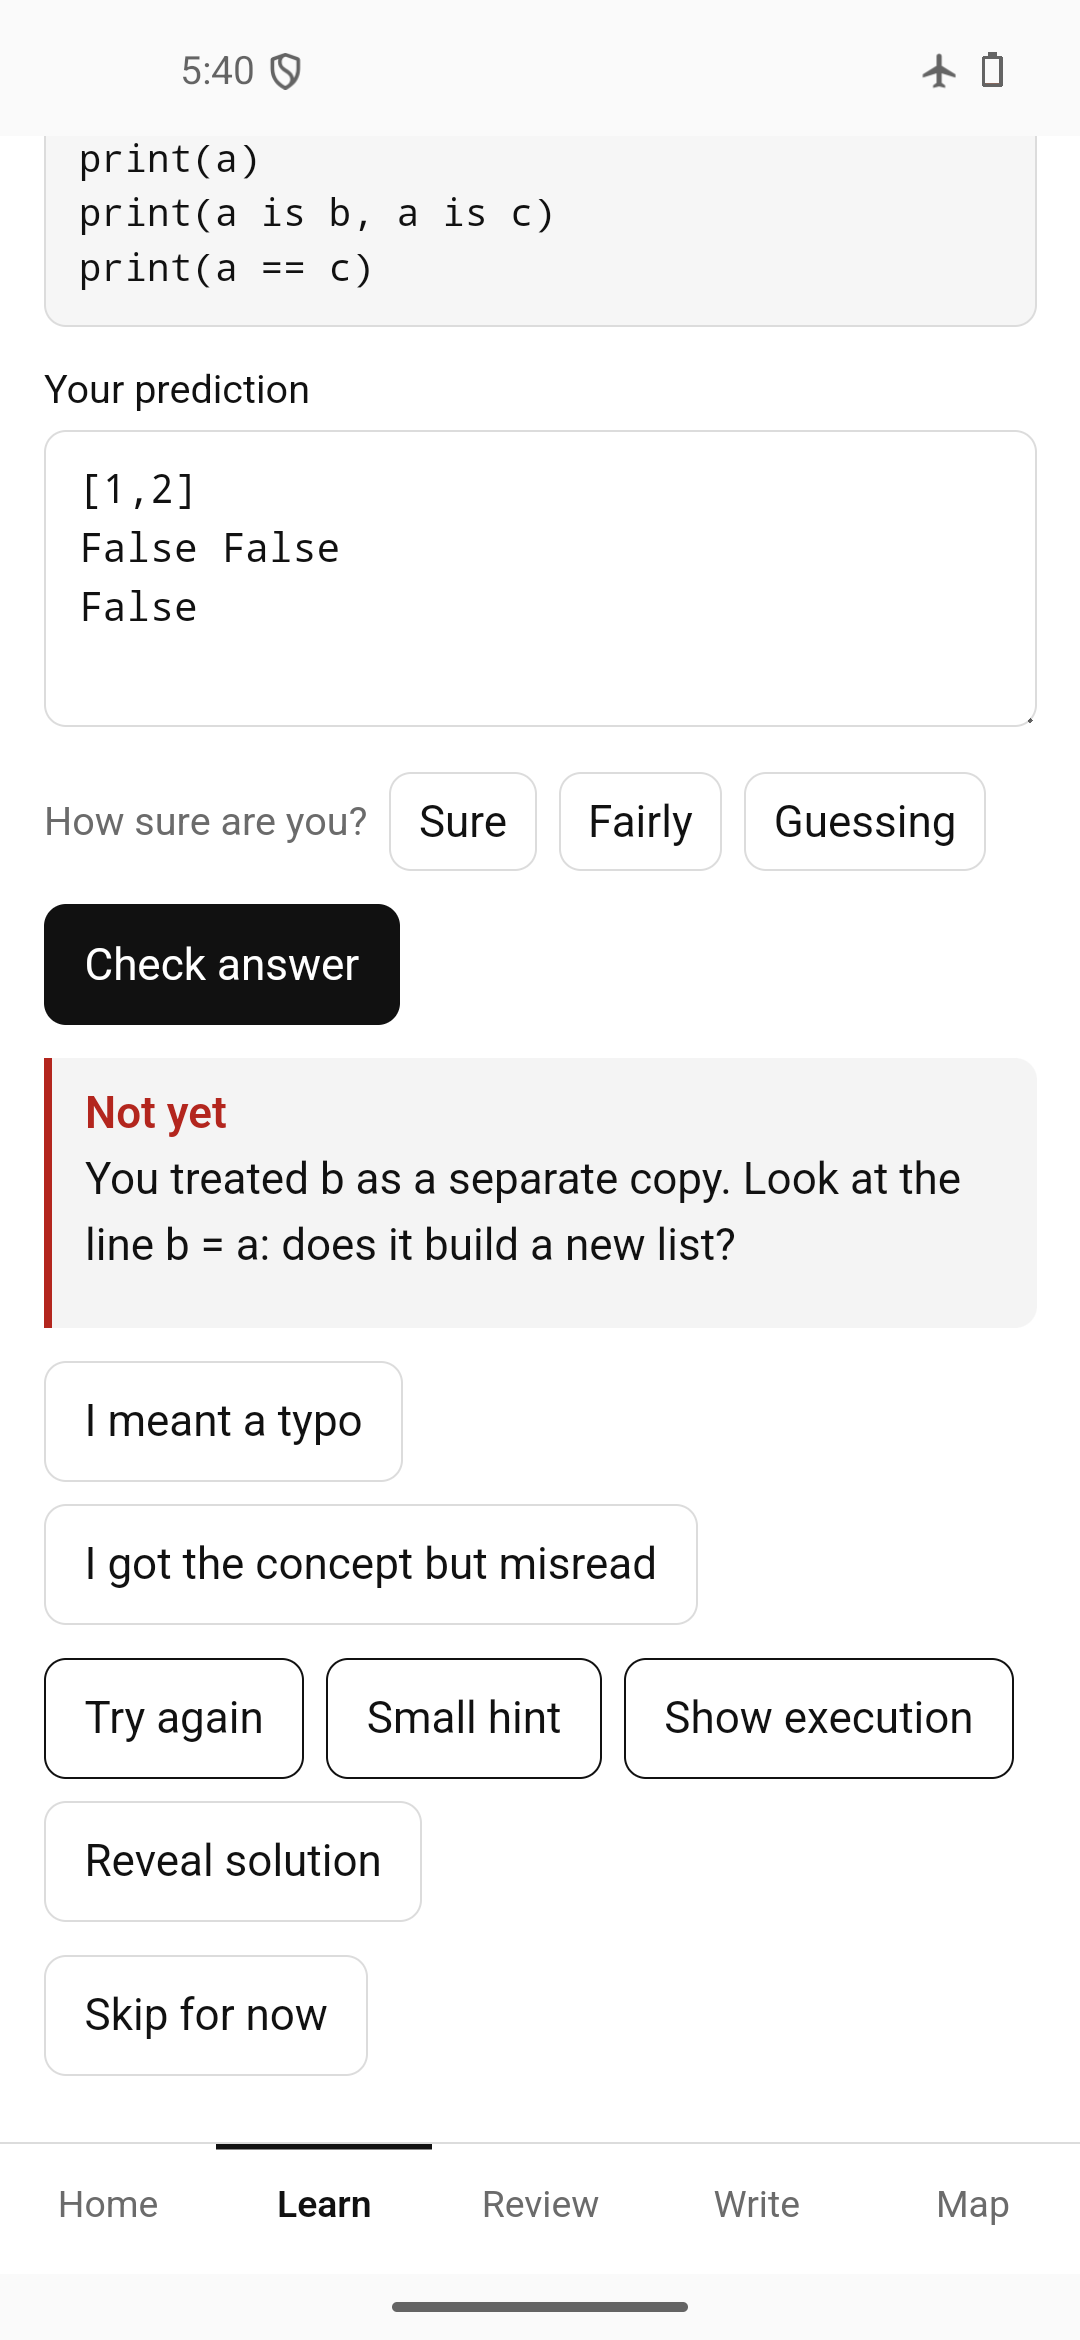 5:40
print(a)
print(a is b, a is c)
print(a == c)
Your prediction
[1,2]
False False
False
How sure are you? Sure Fairly Guessing
Check answer
Not yet
You treated b as a separate copy. Look at the
line b = a: does it build a new list?
I meant a typo
I got the concept but misread
Try again Small hint Show execution
Reveal solution
Skip for now
Home Learn Review Write Map